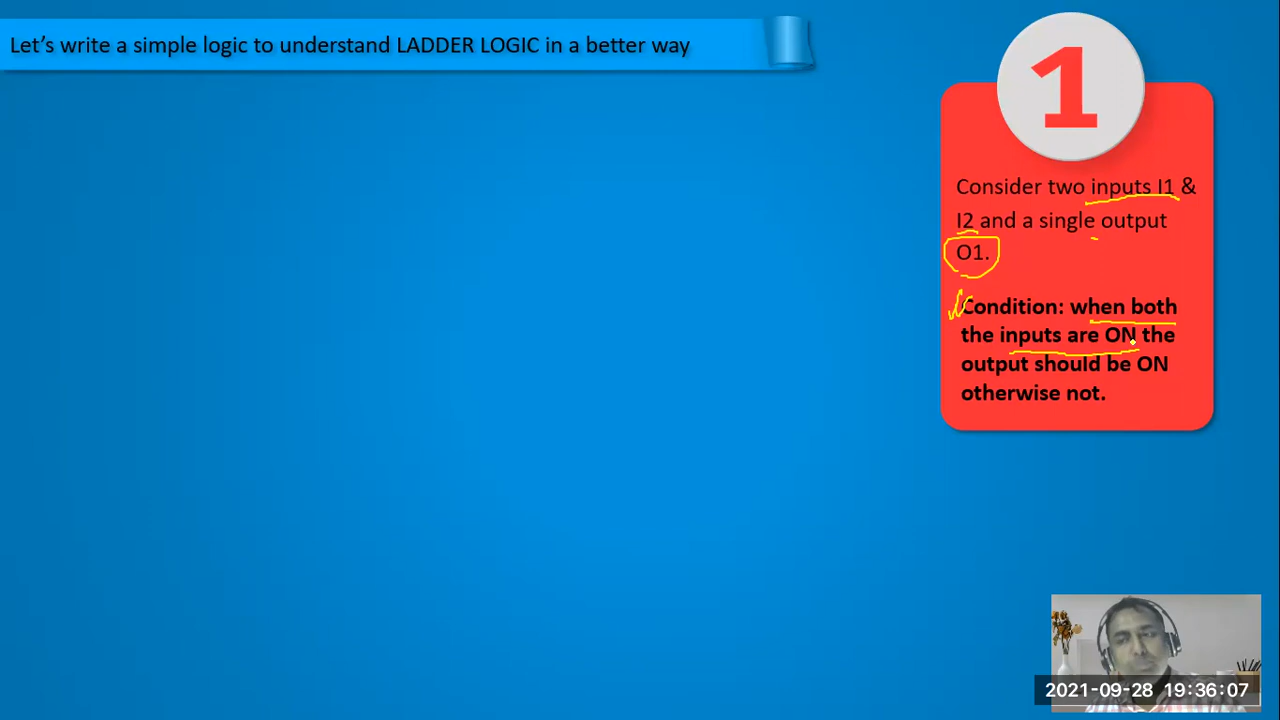 Let’s write a simple logic to understand LADDER LOGIC in a better way
1
Consider two inputs I1 &
I2 and a single output
O1.
Condition: when both
the inputs are ON the
output should be ON
otherwise not.
2021-09-28 19:36:07